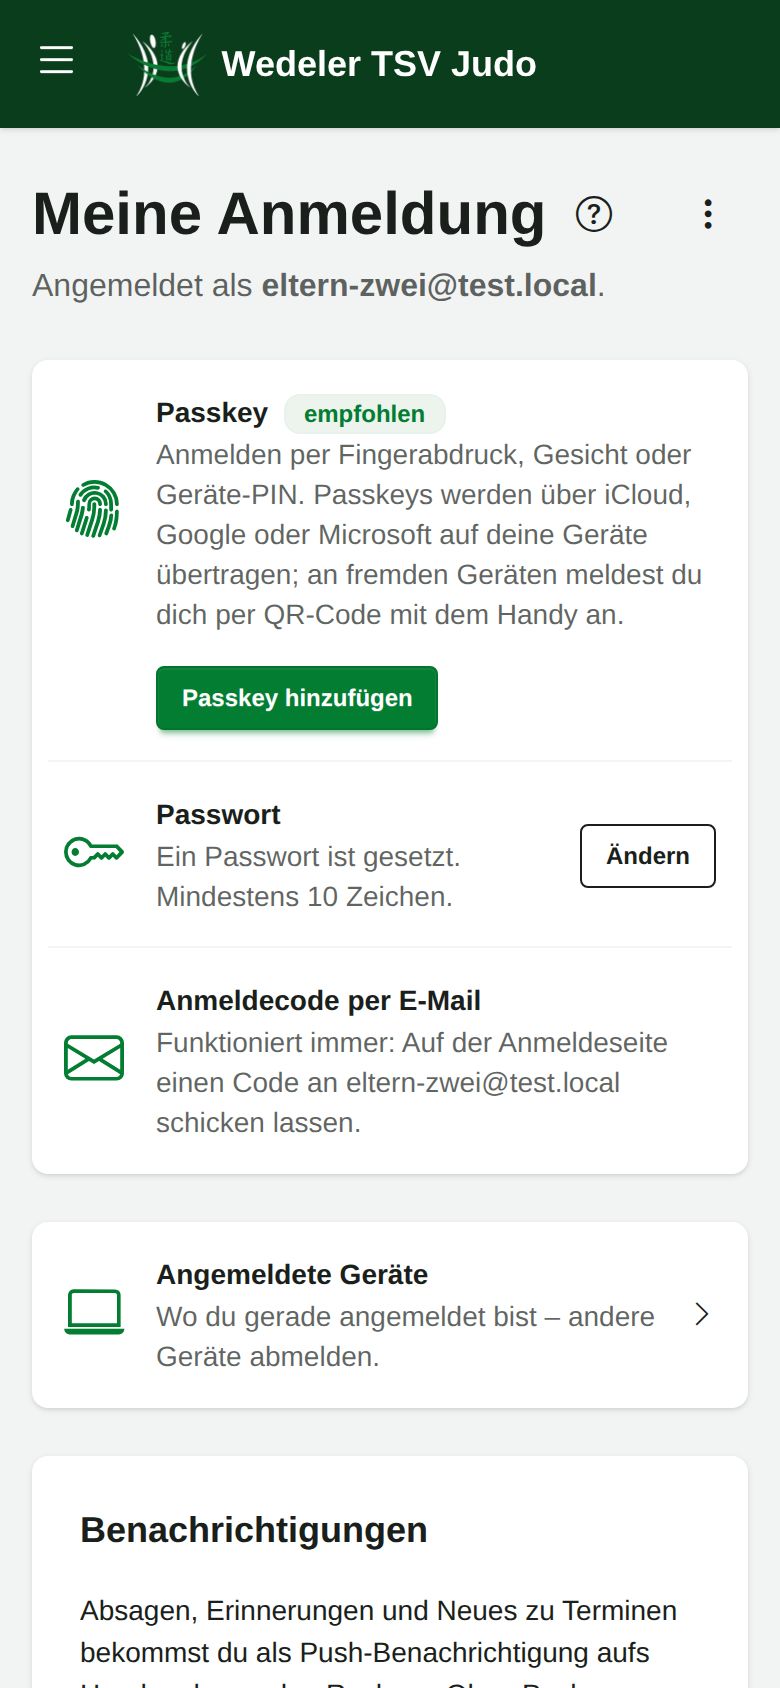 柔道
Wedeler TSV Judo
Meine Anmeldung
?
Angemeldet als eltern-zwei@test.local.
Passkey empfohlen
Anmelden per Fingerabdruck, Gesicht oder
Geräte-PIN. Passkeys werden über iCloud,
Google oder Microsoft auf deine Geräte
übertragen; an fremden Geräten meldest du
dich per QR-Code mit dem Handy an.
Passkey hinzufügen
Passwort
Ein Passwort ist gesetzt.
Mindestens 10 Zeichen.
Ändern
Anmeldecode per E-Mail
Funktioniert immer: Auf der Anmeldeseite
einen Code an eltern-zwei@test.local
schicken lassen.
Angemeldete Geräte
Wo du gerade angemeldet bist – andere
Geräte abmelden.
Benachrichtigungen
Absagen, Erinnerungen und Neues zu Terminen
bekommst du als Push-Benachrichtigung aufs